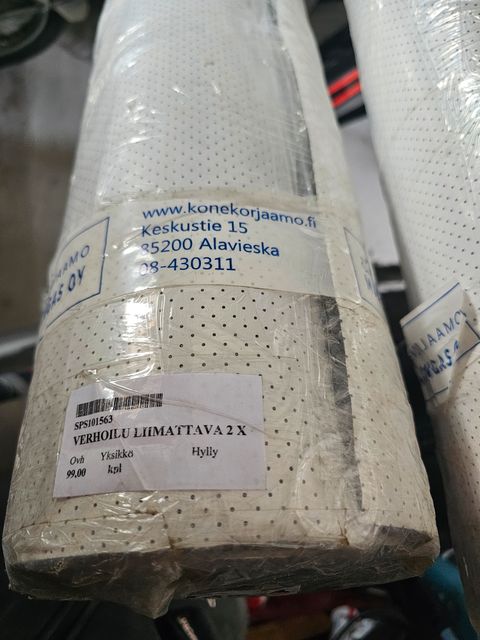 www.konekorjaamo.fi
Keskustie 15
85200 Alavieska
08-430311
SPS101563
VERHOILU LIIMATTAVA 2 X
Ovh Yksikkö Hylly
99,00 kpl